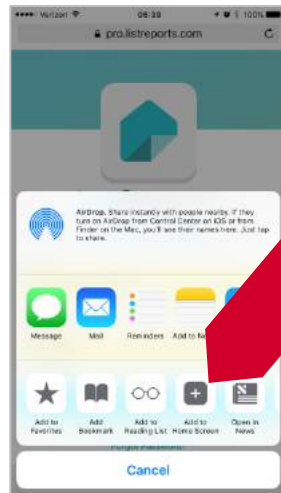 Verizon 08:39 100%
pro.listreports.com
AirDrop. Share instantly with people nearby. If they
turn on AirDrop from Control Center on iOS or from
Finder on the Mac, you'll see their names here. Just tap
to share.
Message Mail Reminders Add to
Add to Add Add to Add to Open in
Favorites Bookmark Reading List Home Screen News
Forgot Password?
Cancel